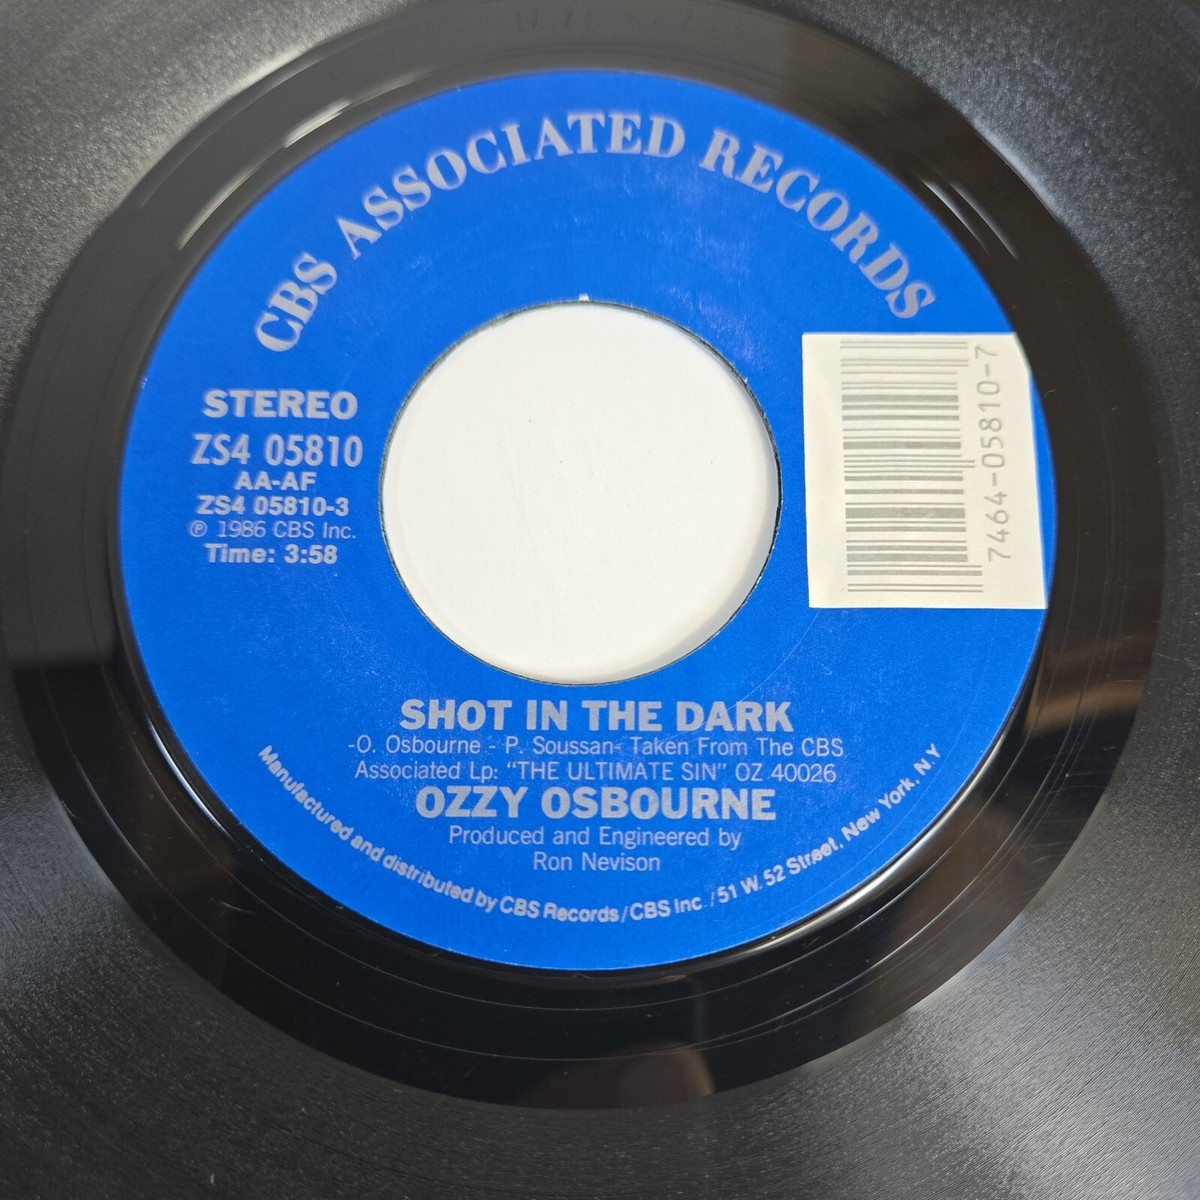 CBS ASSOCIATED RECORDS
STEREO
ZS4 05810
AA-AF
ZS4 05810-3
℗ 1986 CBS Inc.
Time: 3:58
7464-05810-7
SHOT IN THE DARK
-O. Osbourne - P. Soussan- Taken From The CBS
Associated Lp: "THE ULTIMATE SIN" OZ 40026
OZZY OSBOURNE
Produced and Engineered by
Ron Nevison
Manufactured and distributed by CBS Records/CBS Inc./51 W. 52 Street, New York, N.Y